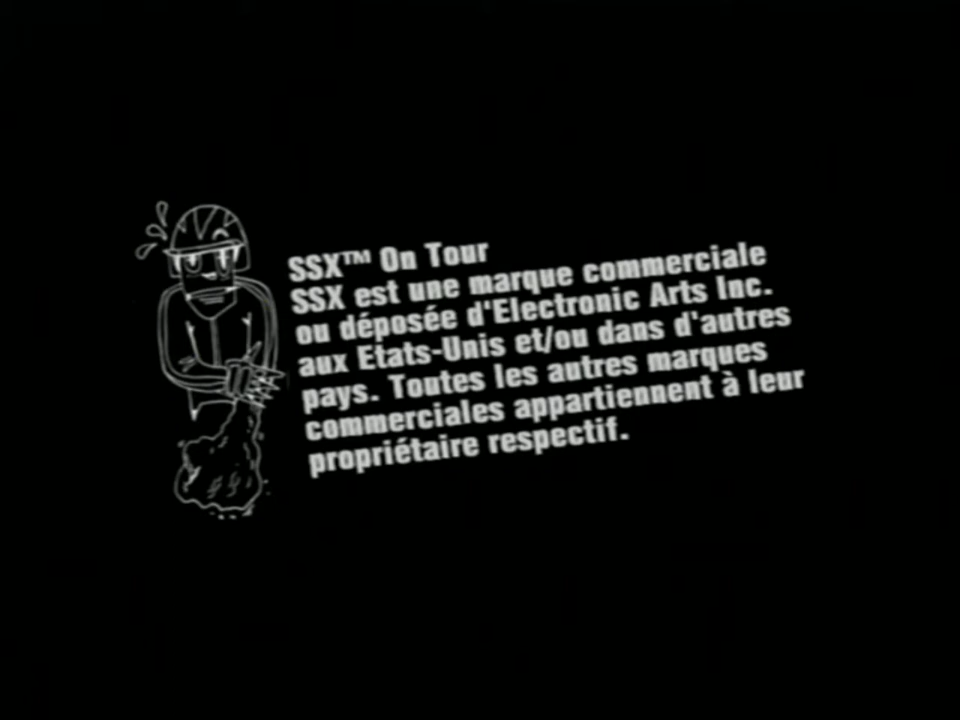 SSX™ On Tour
SSX est une marque commerciale
ou déposée d'Electronic Arts Inc.
aux Etats-Unis et/ou dans d'autres
pays. Toutes les autres marques
commerciales appartiennent à leur
propriétaire respectif.